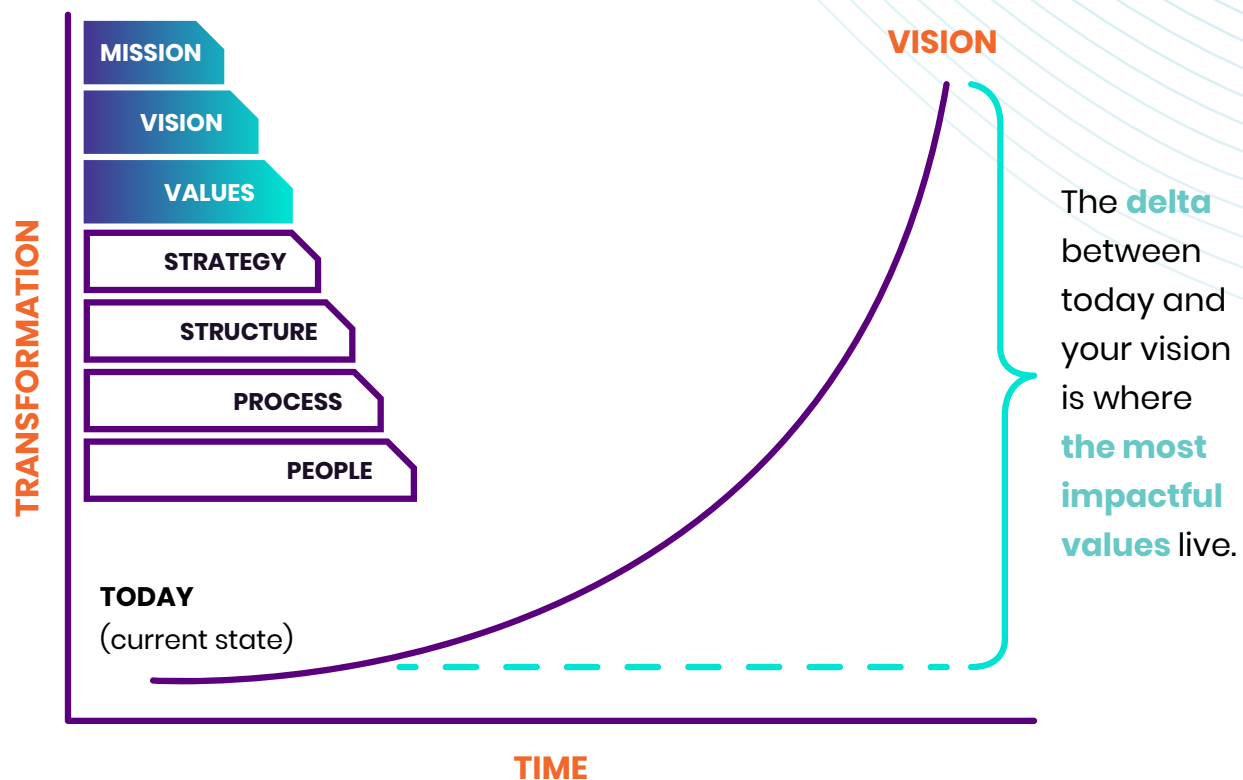 MISSION
VISION
VALUES
STRATEGY
STRUCTURE
PROCESS
PEOPLE
TRANSFORMATION
TODAY
(current state)
TIME
VISION
The delta
between
today and
your vision
is where
the most
impactful
values live.